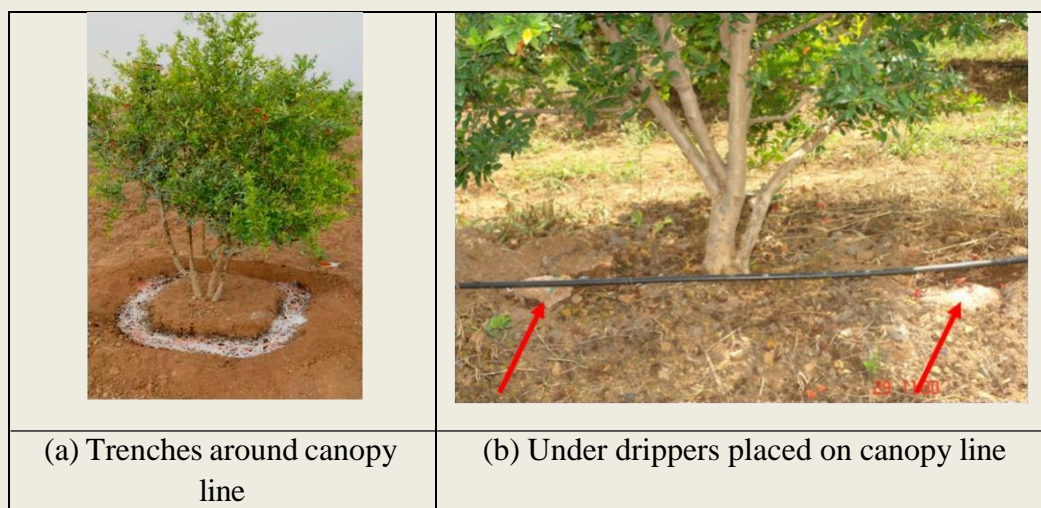 (a) Trenches around canopy
line
(b) Under drippers placed on canopy line